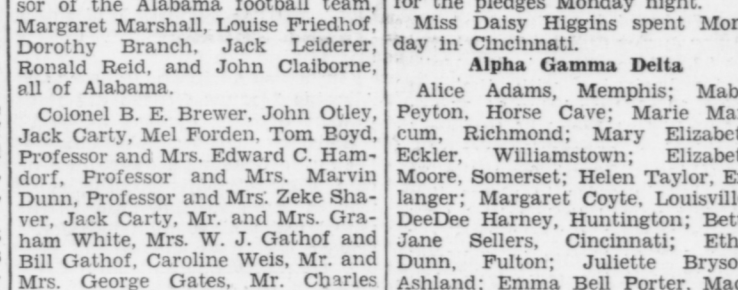 sor of the Alabama football team,
Margaret Marshall, Louise Friedhof,
Dorothy Branch, Jack Leiderer,
Ronald Reid, and John Claiborne,
all of Alabama.
Colonel B. E. Brewer, John Otley,
Jack Carty, Mel Forden, Tom Boyd,
Professor and Mrs. Edward C. Ham-
dorf, Professor and Mrs. Marvin
Dunn, Professor and Mrs. Zeke Sha-
ver, Jack Carty, Mr. and Mrs. Gra-
ham White, Mrs. W. J. Gathof and
Bill Gathof, Caroline Weis, Mr. and
Mrs. George Gates, Mr. Charles
for the pledges Monday night.
Miss Daisy Higgins spent Mon
day in Cincinnati.
Alpha Gamma Delta
Alice Adams, Memphis; Mab
Peyton, Horse Cave; Marie Ma
cum, Richmond; Mary Elizabet
Eckler, Williamstown; Elizabet
Moore, Somerset; Helen Taylor, E
langer; Margaret Coyte, Louisvill
DeeDee Harney, Huntington; Bet
Jane Sellers, Cincinnati; Eth
Dunn, Fulton; Juliette Bryso
Ashland; Emma Bell Porter, Mad